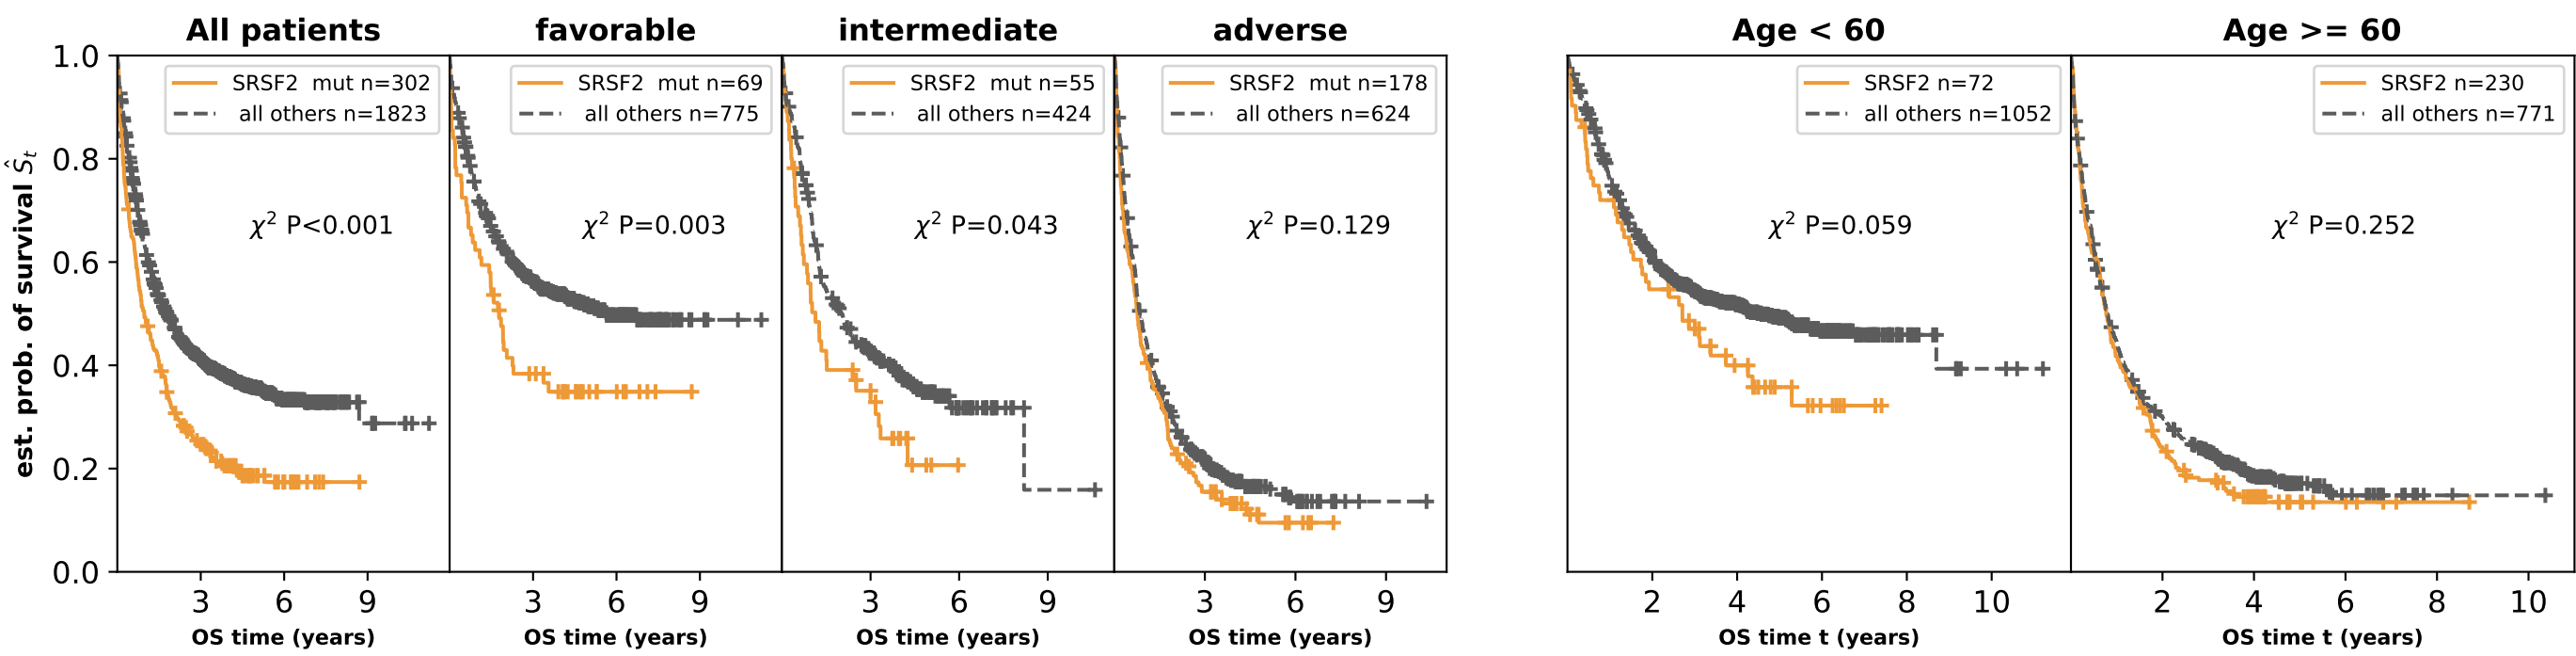 All patients
favorable
intermediate
adverse
Age < 60
Age >= 60
est. prob. of survival Ŝt
1.0
0.8
0.6
0.4
0.2
0.0
SRSF2 mut n=302
all others n=1823
χ² P<0.001
3 6 9
OS time (years)
SRSF2 mut n=69
all others n=775
χ² P=0.003
3 6 9
OS time (years)
SRSF2 mut n=55
all others n=424
χ² P=0.043
3 6 9
OS time (years)
SRSF2 mut n=178
all others n=624
χ² P=0.129
3 6 9
OS time (years)
SRSF2 n=72
all others n=1052
χ² P=0.059
2 4 6 8 10
OS time t (years)
SRSF2 n=230
all others n=771
χ² P=0.252
2 4 6 8 10
OS time t (years)